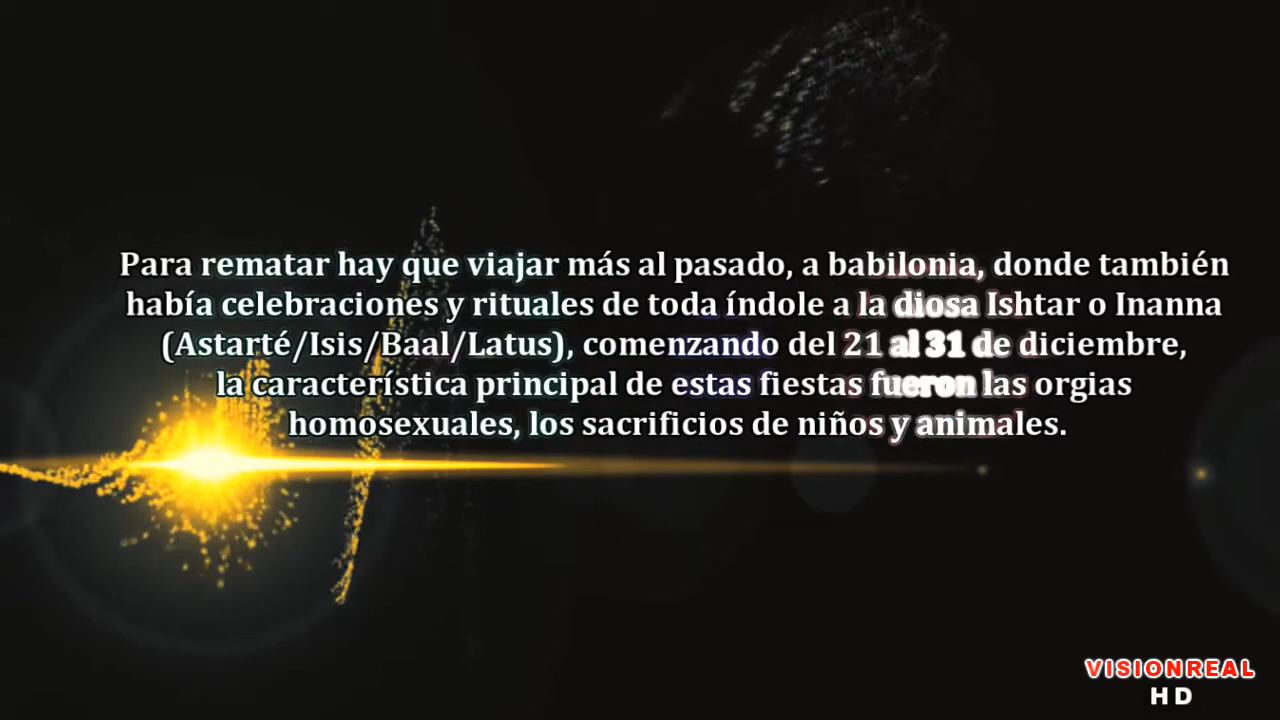 Para rematar hay que viajar más al pasado, a babilonia, donde también
había celebraciones y rituales de toda índole a la diosa Ishtar o Inanna
(Astarté/Isis/Baal/Latus), comenzando del 21 al 31 de diciembre,
la característica principal de estas fiestas fueron las orgias
homosexuales, los sacrificios de niños y animales.
VISIONREAL
HD